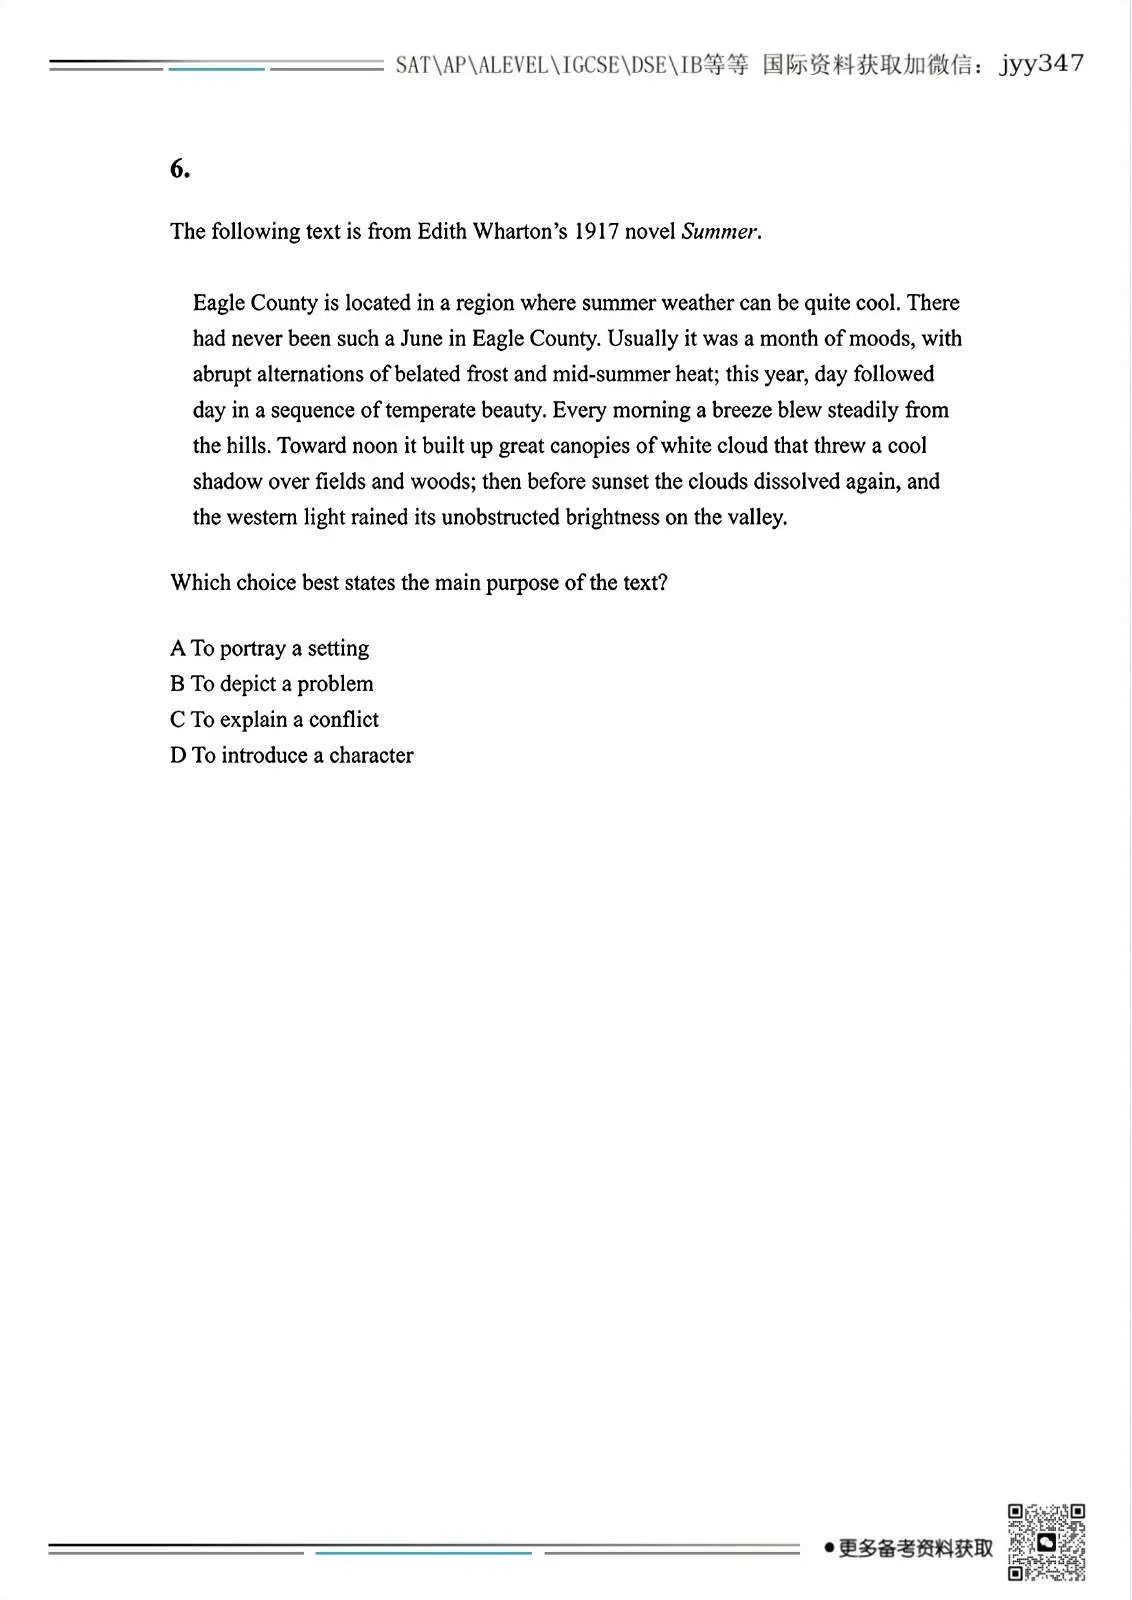 SAT\AP\ALEVEL\IGCSE\DSE\IB等等 国际资料获取加微信：jyy347
6.
The following text is from Edith Wharton’s 1917 novel Summer.
Eagle County is located in a region where summer weather can be quite cool. There
had never been such a June in Eagle County. Usually it was a month of moods, with
abrupt alternations of belated frost and mid-summer heat; this year, day followed
day in a sequence of temperate beauty. Every morning a breeze blew steadily from
the hills. Toward noon it built up great canopies of white cloud that threw a cool
shadow over fields and woods; then before sunset the clouds dissolved again, and
the western light rained its unobstructed brightness on the valley.
Which choice best states the main purpose of the text?
A To portray a setting
B To depict a problem
C To explain a conflict
D To introduce a character
●更多备考资料获取